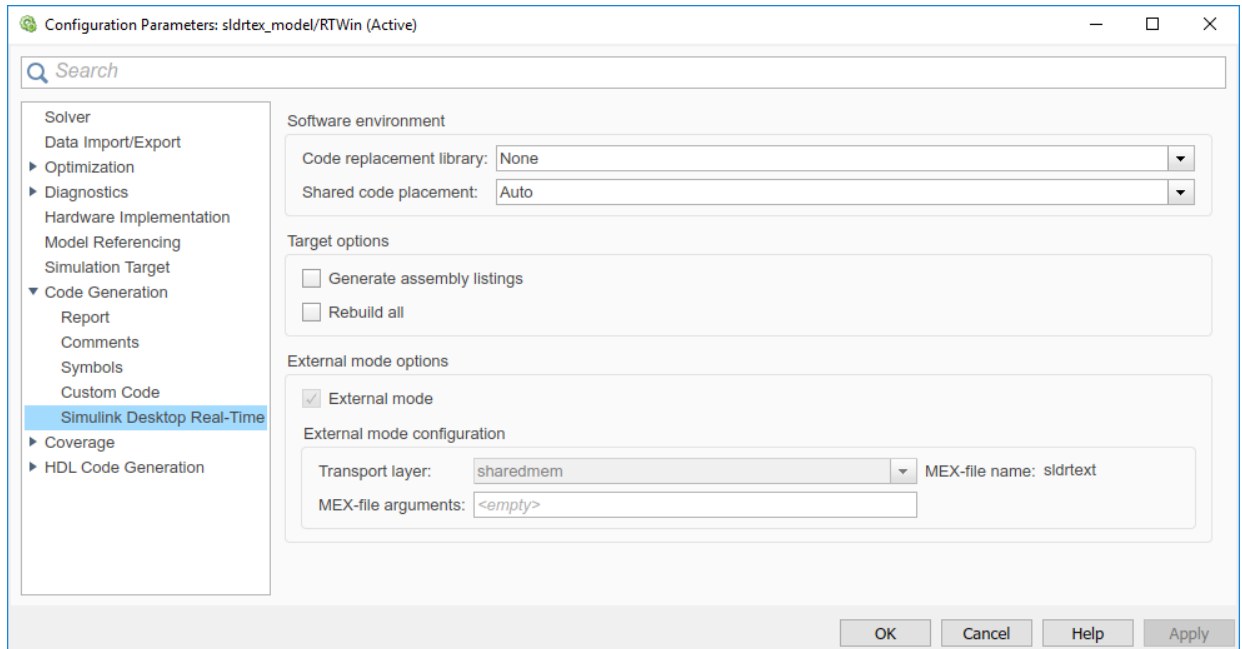 Configuration Parameters: sldrtex_model/RTWin (Active)
Search
Solver
Data Import/Export
Optimization
Diagnostics
Hardware Implementation
Model Referencing
Simulation Target
Code Generation
Report
Comments
Symbols
Custom Code
Simulink Desktop Real-Time
Coverage
HDL Code Generation
Software environment
Code replacement library: None
Shared code placement: Auto
Target options
Generate assembly listings
Rebuild all
External mode options
External mode
External mode configuration
Transport layer: sharedmem MEX-file name: sldrtext
MEX-file arguments: <empty>
OK Cancel Help Apply